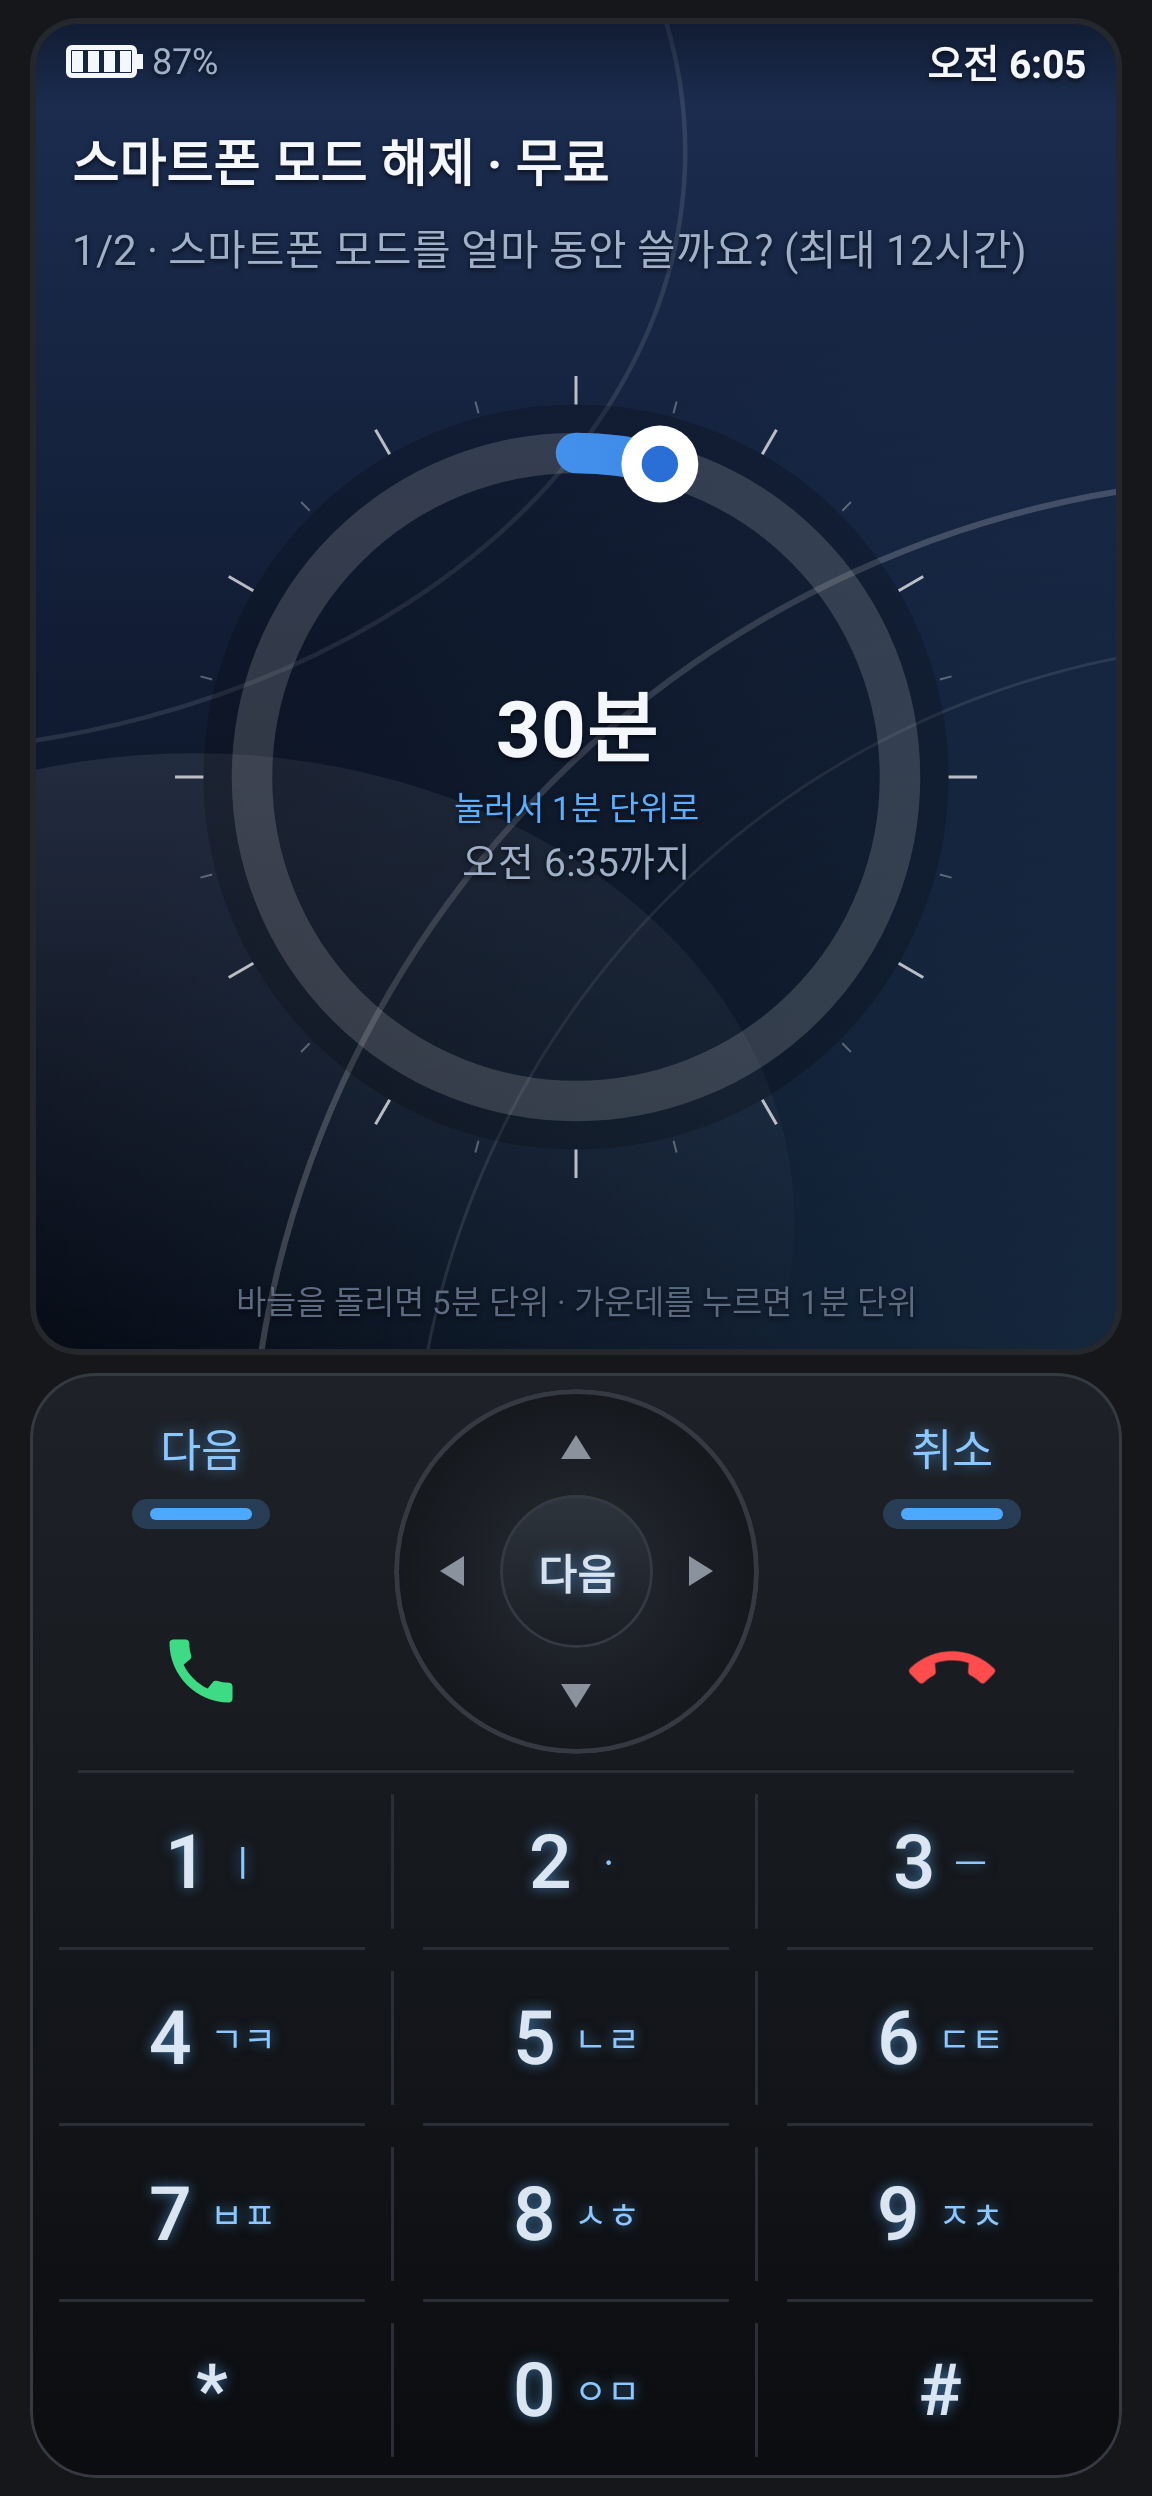 87%
오전 6:05
스마트폰 모드 해제 · 무료
1/2 · 스마트폰 모드를 얼마 동안 쓸까요? (최대 12시간)
30분
눌러서 1분 단위로
오전 6:35까지
바늘을 돌리면 5분 단위 · 가운데를 누르면 1분 단위
다음
취소
다음
1 ㅣ
2 ·
3 ㅡ
4 ㄱㅋ
5 ㄴㄹ
6 ㄷㅌ
7 ㅂㅍ
8 ㅅㅎ
9 ㅈㅊ
*
0 ㅇㅁ
#